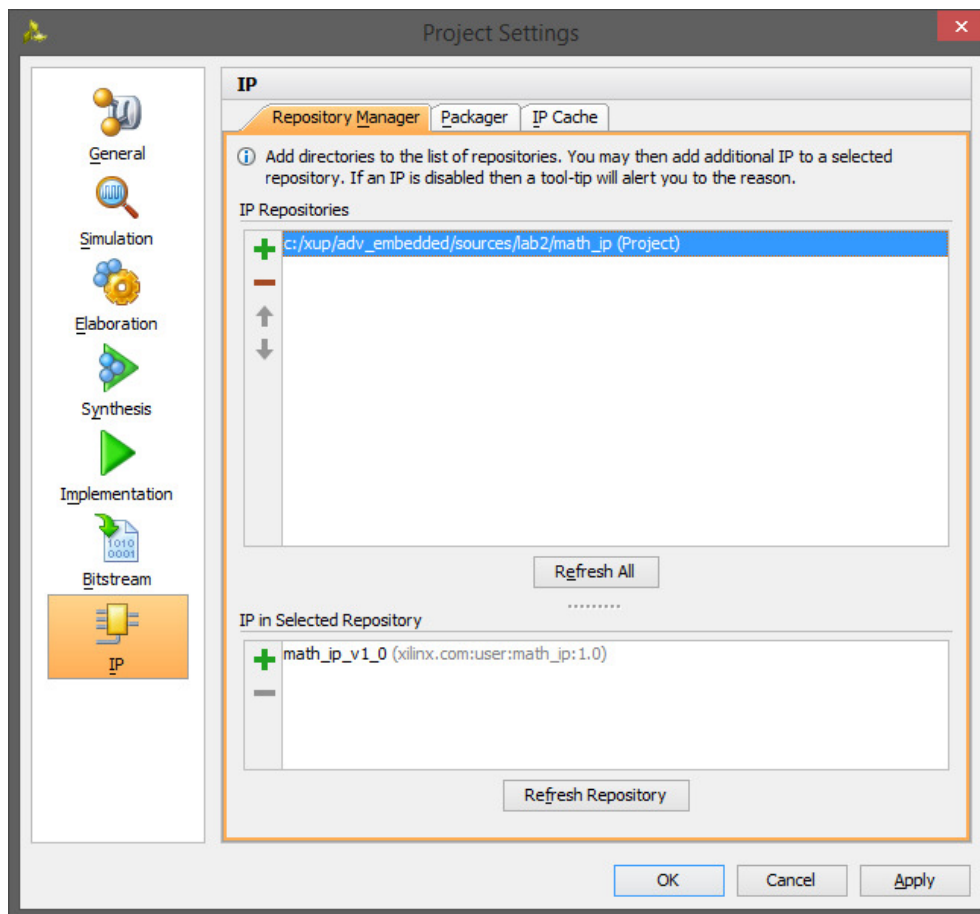 Project Settings
General
Simulation
Elaboration
Synthesis
Implementation
1010
0001
Bitstream
IP
IP
Repository Manager
Packager
IP Cache
Add directories to the list of repositories. You may then add additional IP to a selected
repository. If an IP is disabled then a tool-tip will alert you to the reason.
IP Repositories
c:/xup/adv_embedded/sources/lab2/math_ip (Project)
Refresh All
IP in Selected Repository
math_ip_v1_0 (xilinx.com:user:math_ip:1.0)
Refresh Repository
OK
Cancel
Apply